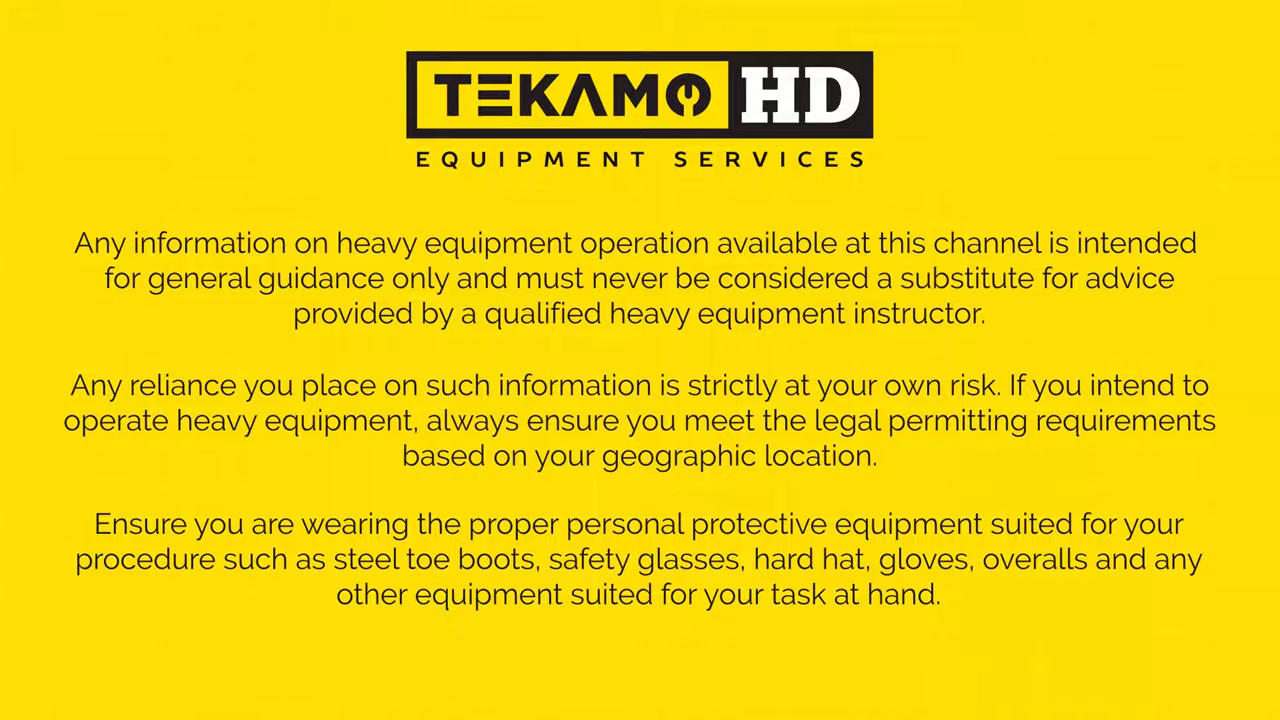 TEKAMO HD
EQUIPMENT SERVICES
Any information on heavy equipment operation available at this channel is intended
for general guidance only and must never be considered a substitute for advice
provided by a qualified heavy equipment instructor.
Any reliance you place on such information is strictly at your own risk. If you intend to
operate heavy equipment, always ensure you meet the legal permitting requirements
based on your geographic location.
Ensure you are wearing the proper personal protective equipment suited for your
procedure such as steel toe boots, safety glasses, hard hat, gloves, overalls and any
other equipment suited for your task at hand.